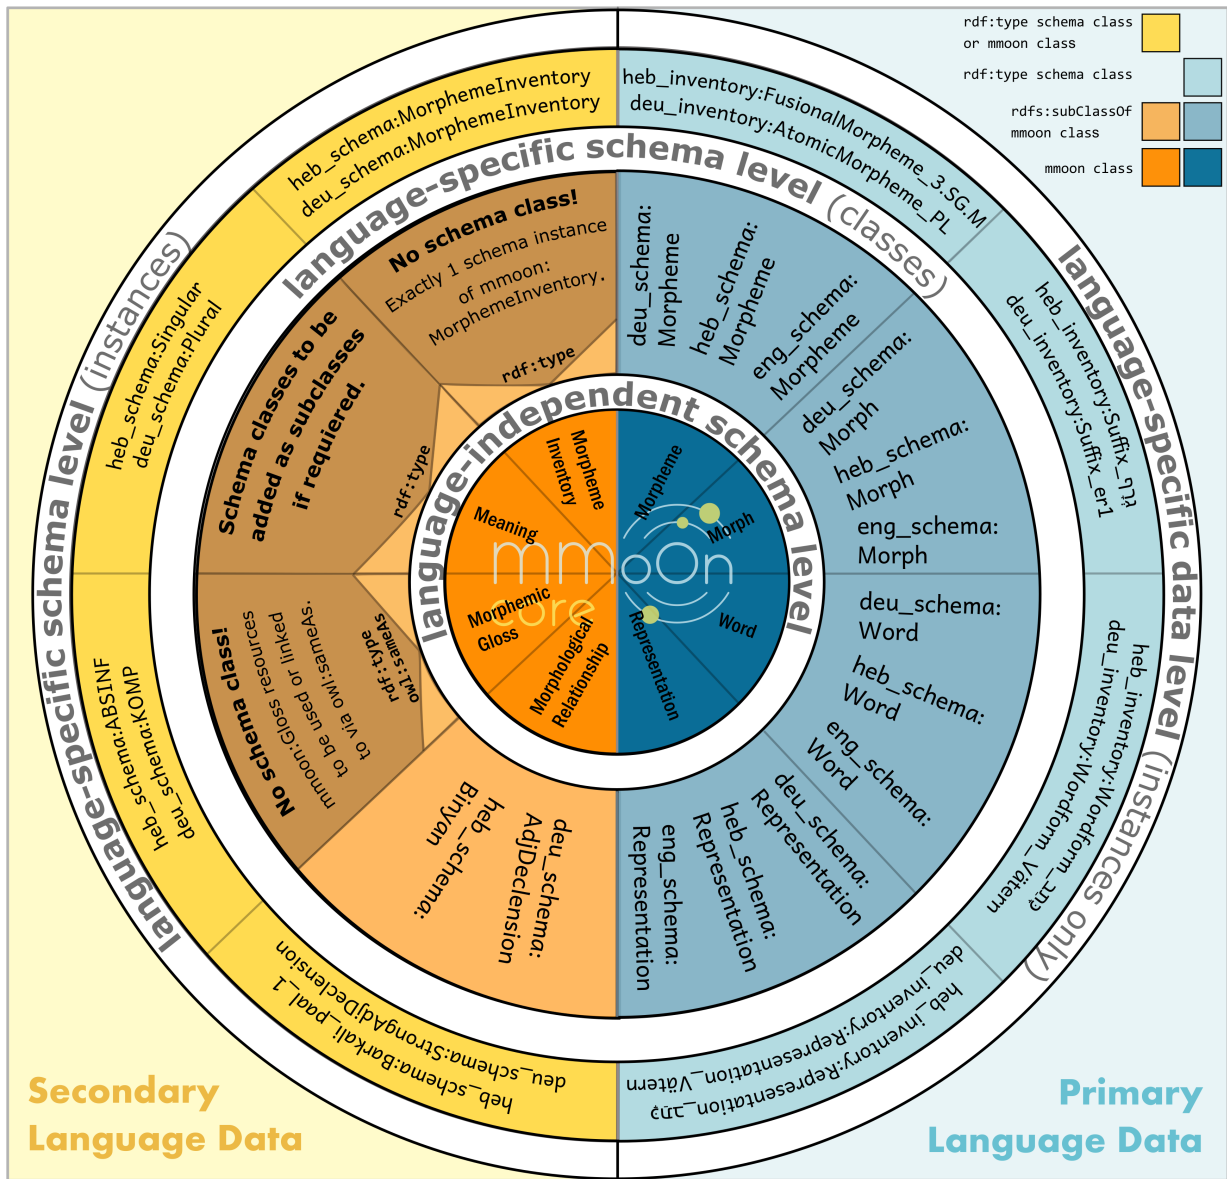 rdf:type schema class
or mmoon class
rdf:type schema class
rdfs:subClassOf
mmoon class
mmoon class
heb_schema:MorphemeInventory
deu_schema:MorphemeInventory
heb_inventory:FusionalMorpheme_3.SG.M
deu_inventory:AtomicMorpheme_PL
language-specific schema level (classes)
language-specific schema level (instances)
language-specific data level (instances only)
heb_schema:Singular
deu_schema:Plural
No schema class!
Exactly 1 schema instance
of mmoon:
MorphemeInventory.
rdf:type
Schema classes to be
added as subclasses
if requiered.
rdf:type
deu_schema:
Morpheme
heb_schema:
Morpheme
eng_schema:
Morpheme
deu_schema:
Morph
heb_schema:
Morph
eng_schema:
Morph
deu_inventory:Suffix_er1
language-independent schema level
Morpheme
Inventory
Meaning
Morphemic
Gloss
Morphological
Relationship
Morpheme
Morph
Word
Representation
mmoOn
core
No schema class!
mmooon:Gloss resources
to be used or linked
to via owl:sameAs.
rdf:type
owl:sameAs
heb_schema:ABSINF
deu_schema:KOMP
deu_schema:
Word
heb_schema:
Word
eng_schema:
Word
deu_inventory:Wordform_Vätern
deu_schema:
Representation
heb_schema:
Representation
eng_schema:
Representation
deu_schema:
AdjDeclension
heb_schema:
Binyan
deu_schema:StrongAdjDeclension
heb_schema:Barkali_paal_1
deu_inventory:Representation_Vätern
Secondary
Language Data
Primary
Language Data